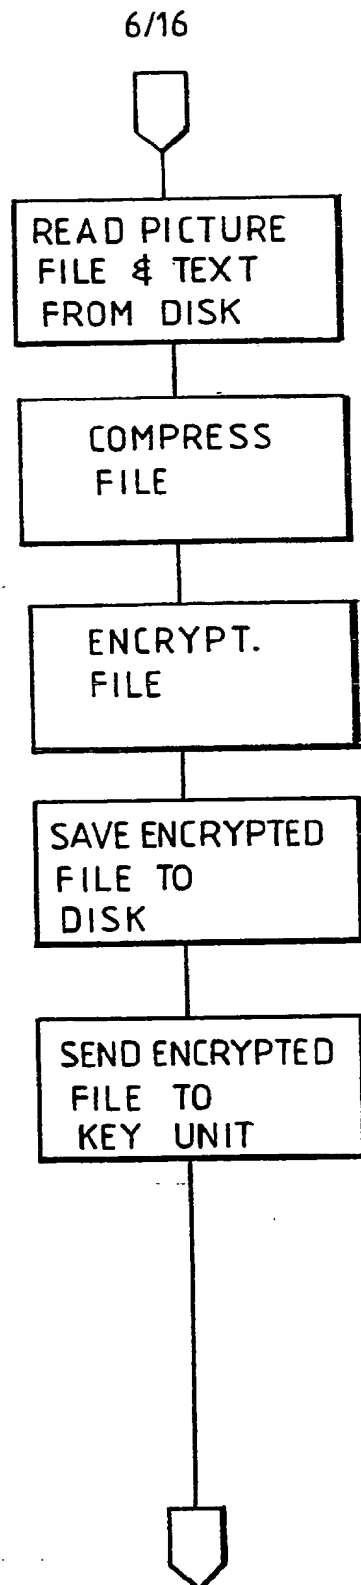 6/16
READ PICTURE
FILE & TEXT
FROM DISK
COMPRESS
FILE
ENCRYPT.
FILE
SAVE ENCRYPTED
FILE TO
DISK
SEND ENCRYPTED
FILE TO
KEY UNIT